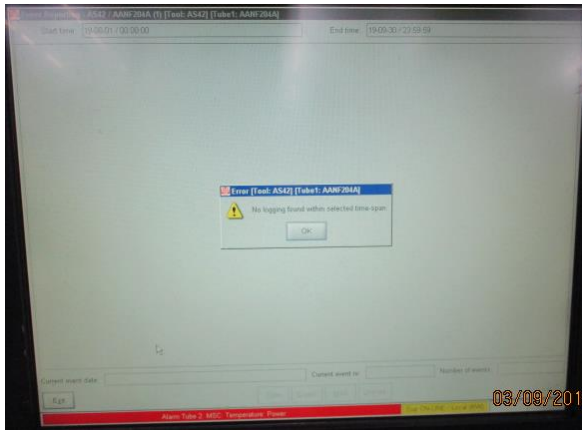 AS42 / AANF204A (1) [Tool: AS42] [Tube1: AANF204A]
Start time: 19-08-01 / 00:00:00 End time: 19-09-30 / 23:59:59
Error [Tool: AS42] [Tube1: AANF204A]
No logging found within selected time span
OK
Current event date: Current event nr: Number of events:
Exit
03/09/201
Alarm Tube 2: MSC: Temperature: Power